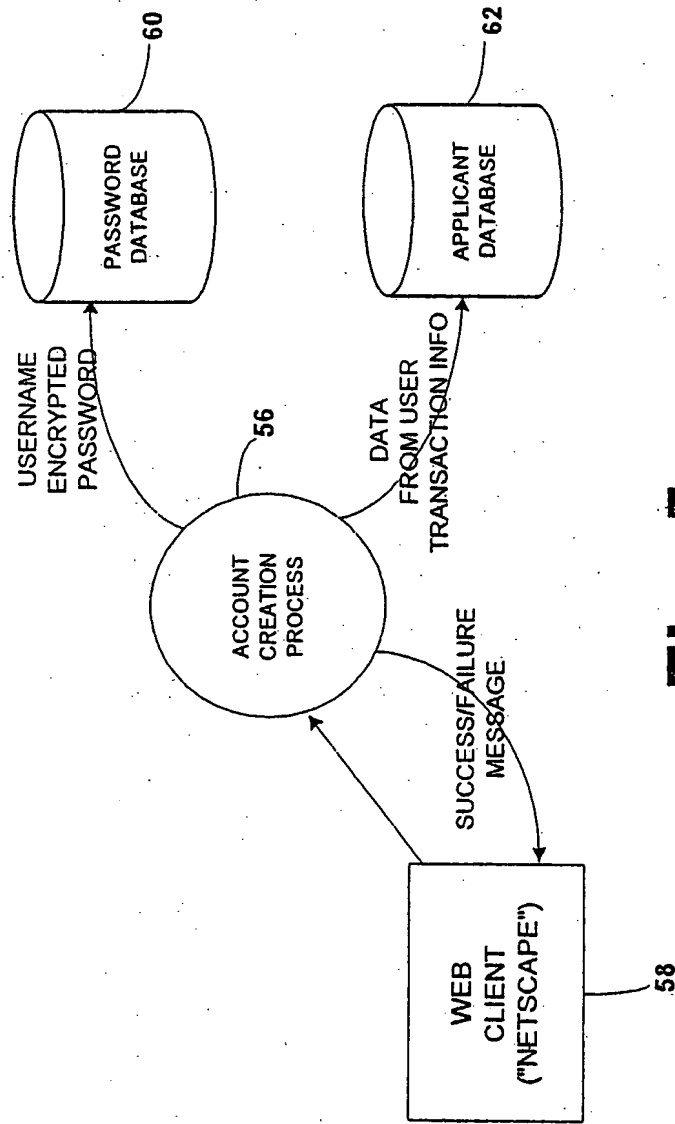 USERNAME
ENCRYPTED
PASSWORD
PASSWORD
DATABASE
60
56
ACCOUNT
CREATION
PROCESS
DATA
FROM USER
TRANSACTION INFO
APPLICANT
DATABASE
62
SUCCESS/FAILURE
MESSAGE
WEB
CLIENT
("NETSCAPE")
58